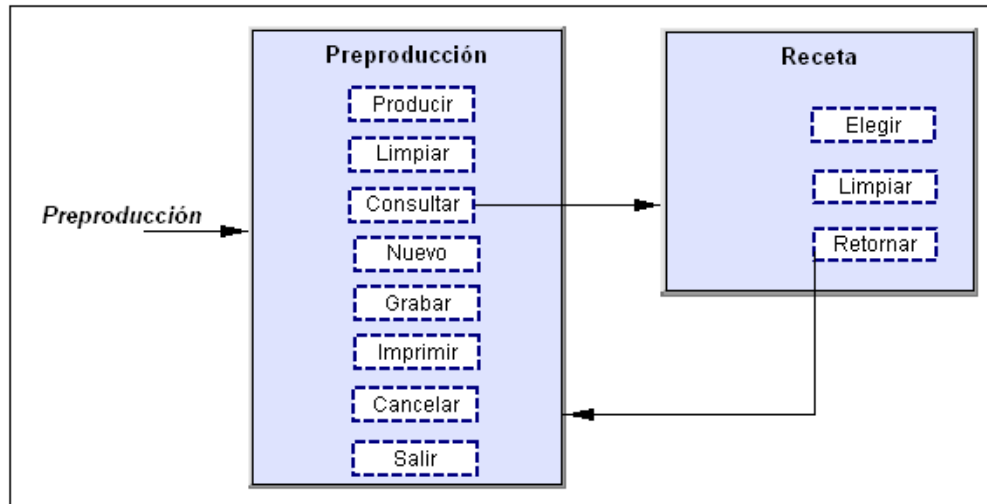 Preproducción
Preproducción
Producir
Limpiar
Consultar
Nuevo
Grabar
Imprimir
Cancelar
Salir
Receta
Elegir
Limpiar
Retornar